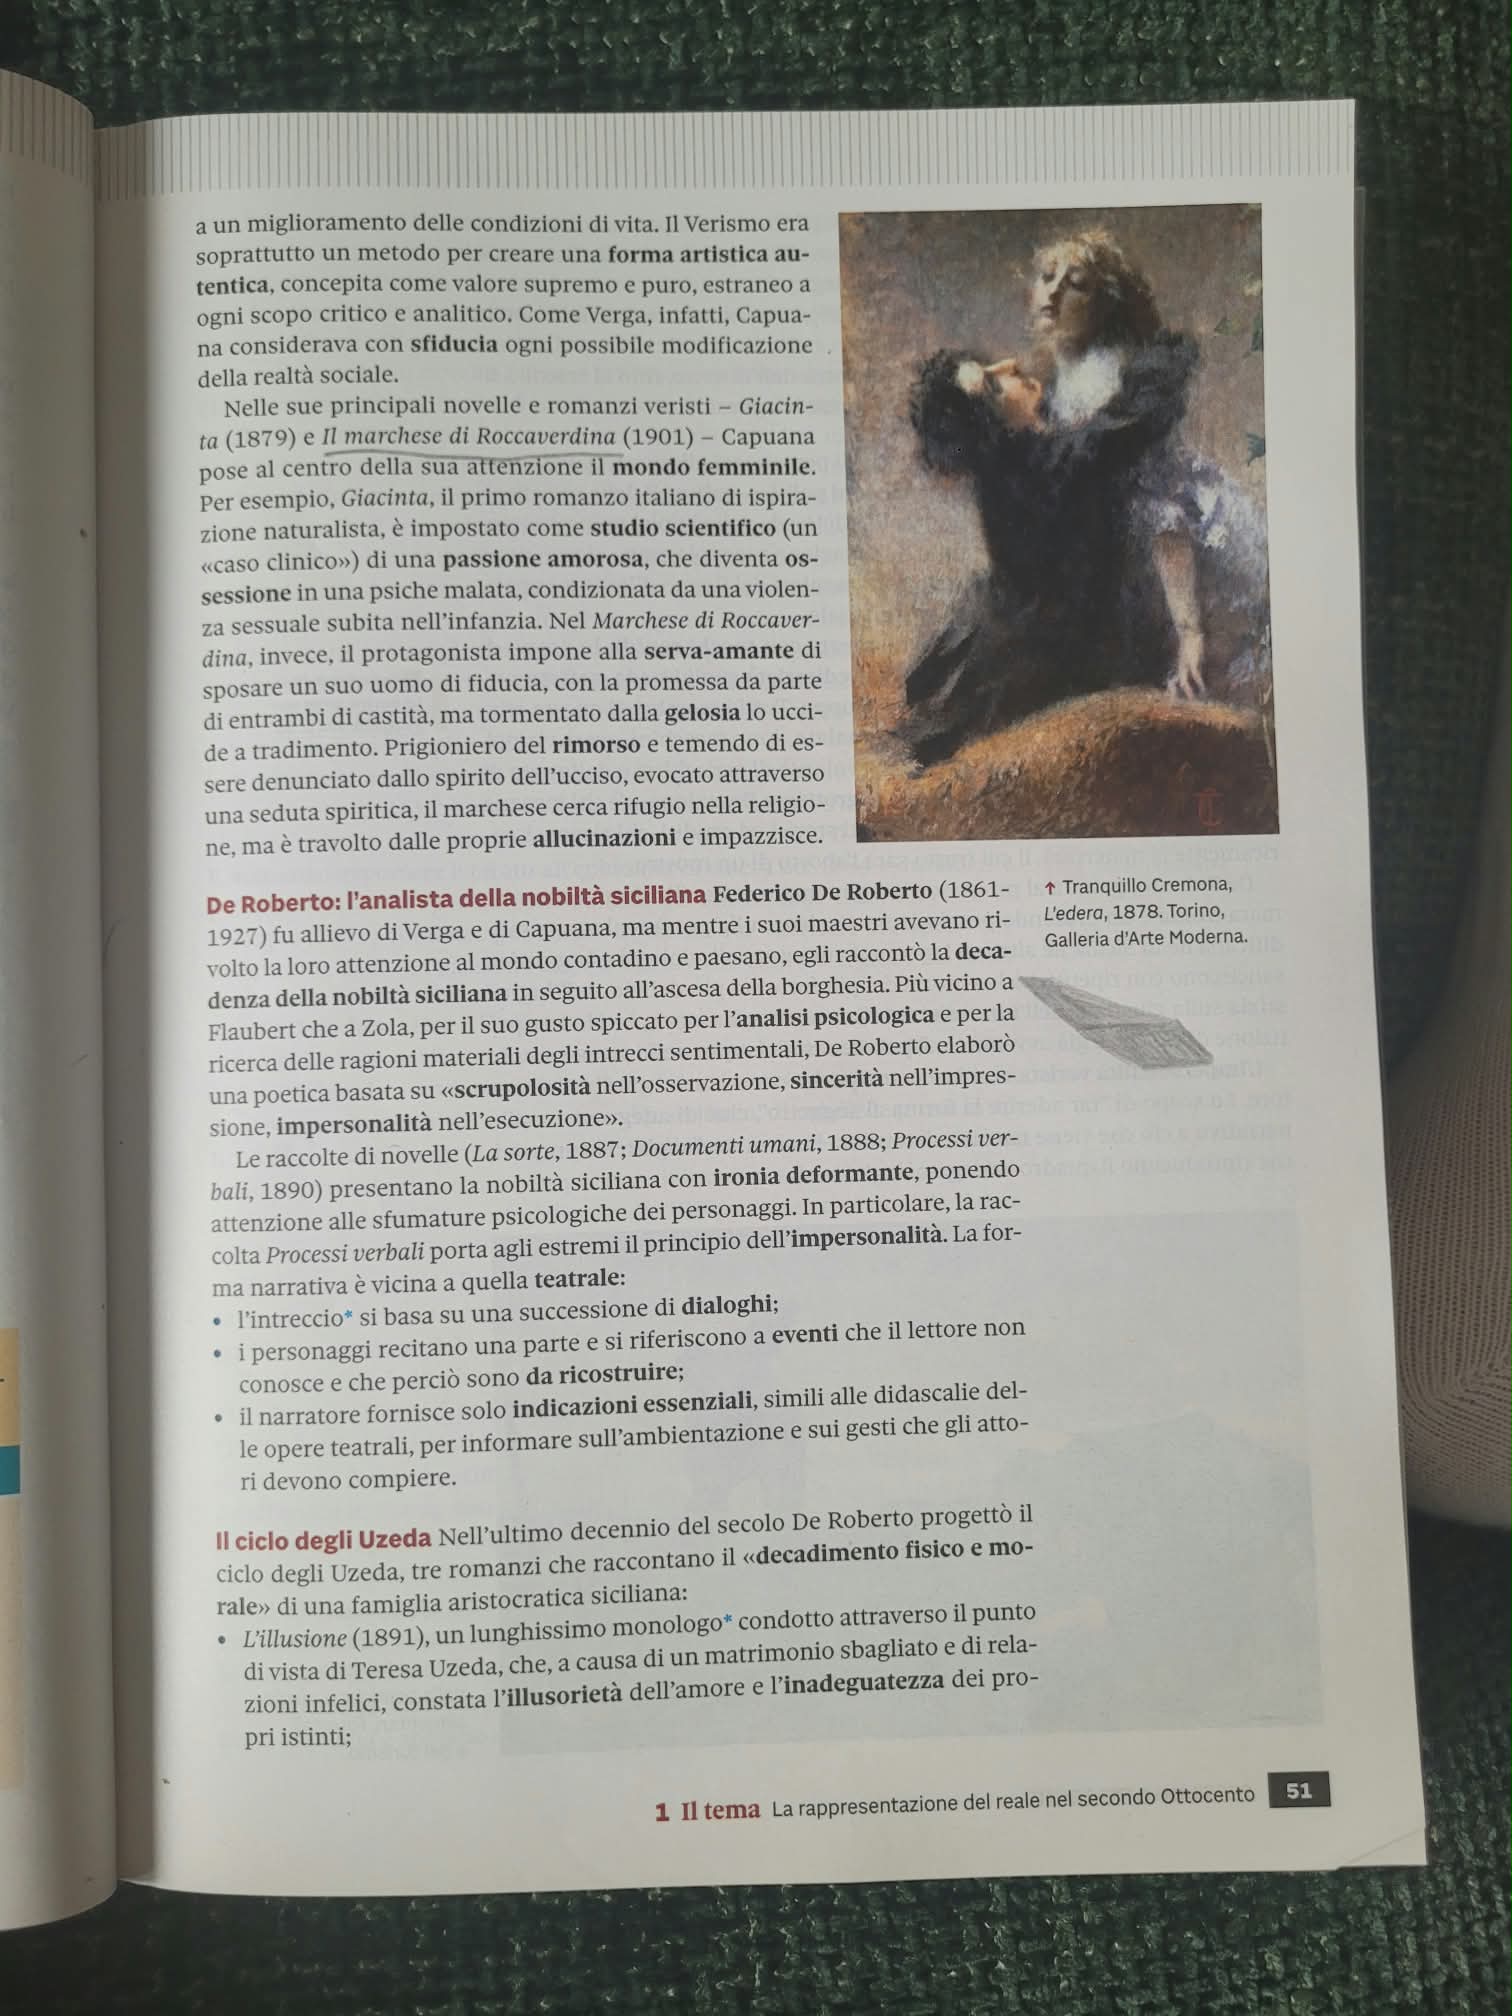 a un miglioramento delle condizioni di vita. Il Verismo era
soprattutto un metodo per creare una forma artistica au-
tentica, concepita come valore supremo e puro, estraneo a
ogni scopo critico e analitico. Come Verga, infatti, Capua-
na considerava con sfiducia ogni possibile modificazione
della realtà sociale.
Nelle sue principali novelle e romanzi veristi – Giacin-
ta (1879) e Il marchese di Roccaverdina (1901) – Capuana
pose al centro della sua attenzione il mondo femminile.
Per esempio, Giacinta, il primo romanzo italiano di ispira-
zione naturalista, è impostato come studio scientifico (un
«caso clinico») di una passione amorosa, che diventa os-
sessione in una psiche malata, condizionata da una violen-
za sessuale subita nell'infanzia. Nel Marchese di Roccaver-
dina, invece, il protagonista impone alla serva-amante di
sposare un suo uomo di fiducia, con la promessa da parte
di entrambi di castità, ma tormentato dalla gelosia lo ucci-
de a tradimento. Prigioniero del rimorso e temendo di es-
sere denunciato dallo spirito dell'ucciso, evocato attraverso
una seduta spiritica, il marchese cerca rifugio nella religio-
ne, ma è travolto dalle proprie allucinazioni e impazzisce.
De Roberto: l'analista della nobiltà siciliana Federico De Roberto (1861-
1927) fu allievo di Verga e di Capuana, ma mentre i suoi maestri avevano ri-
volto la loro attenzione al mondo contadino e paesano, egli raccontò la deca-
denza della nobiltà siciliana in seguito all'ascesa della borghesia. Più vicino a
Flaubert che a Zola, per il suo gusto spiccato per l'analisi psicologica e per la
ricerca delle ragioni materiali degli intrecci sentimentali, De Roberto elaborò
una poetica basata su «scrupolosità nell'osservazione, sincerità nell'impres-
sione, impersonalità nell'esecuzione».
Le raccolte di novelle (La sorte, 1887; Documenti umani, 1888; Processi ver-
bali, 1890) presentano la nobiltà siciliana con ironia deformante, ponendo
attenzione alle sfumature psicologiche dei personaggi. In particolare, la rac-
colta Processi verbali porta agli estremi il principio dell'impersonalità. La for-
ma narrativa è vicina a quella teatrale:
• l'intreccio* si basa su una successione di dialoghi;
• i personaggi recitano una parte e si riferiscono a eventi che il lettore non
conosce e che perciò sono da ricostruire;
• il narratore fornisce solo indicazioni essenziali, simili alle didascalie del-
le opere teatrali, per informare sull'ambientazione e sui gesti che gli atto-
ri devono compiere.
Il ciclo degli Uzeda Nell'ultimo decennio del secolo De Roberto progettò il
ciclo degli Uzeda, tre romanzi che raccontano il «decadimento fisico e mo-
rale» di una famiglia aristocratica siciliana:
• L'illusione (1891), un lunghissimo monologo* condotto attraverso il punto
di vista di Teresa Uzeda, che, a causa di un matrimonio sbagliato e di rela-
zioni infelici, constata l'illusorietà dell'amore e l'inadeguatezza dei pro-
pri istinti;
↑ Tranquillo Cremona,
L'edera, 1878. Torino,
Galleria d'Arte Moderna.
1 Il tema La rappresentazione del reale nel secondo Ottocento 51